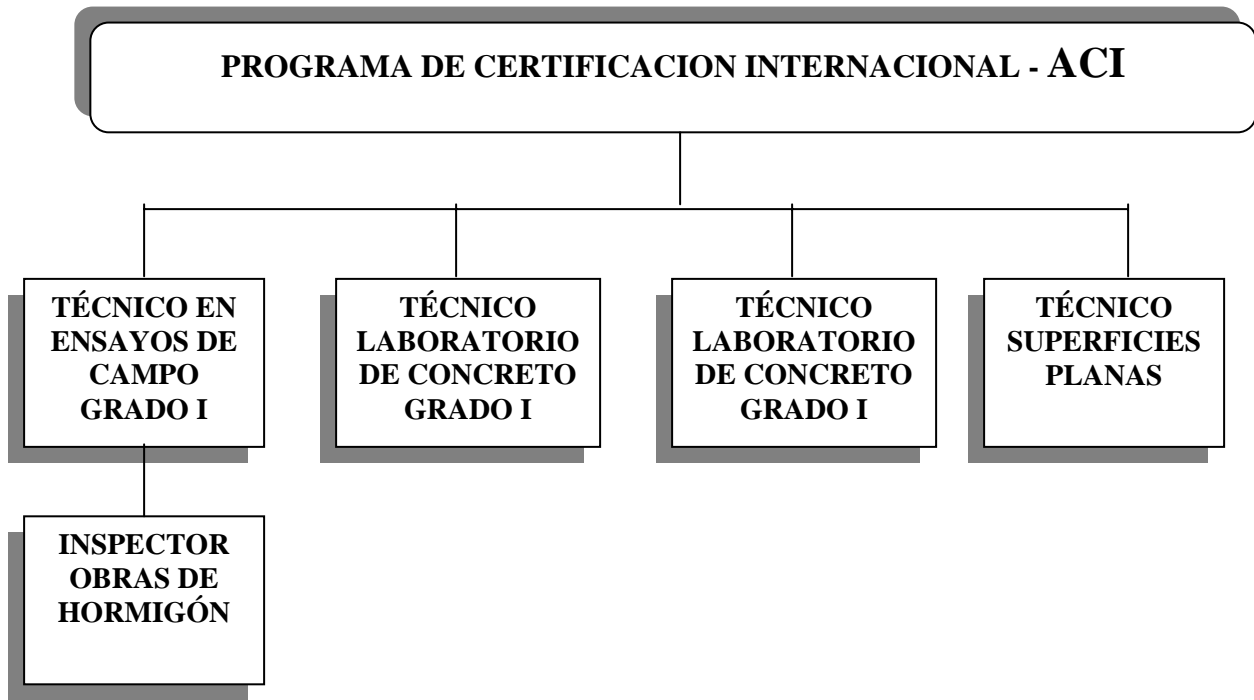 PROGRAMA DE CERTIFICACION INTERNACIONAL - ACI
TÉCNICO EN
ENSAYOS DE
CAMPO
GRADO I
TÉCNICO
LABORATORIO
DE CONCRETO
GRADO I
TÉCNICO
LABORATORIO
DE CONCRETO
GRADO I
TÉCNICO
SUPERFICIES
PLANAS
INSPECTOR
OBRAS DE
HORMIGÓN